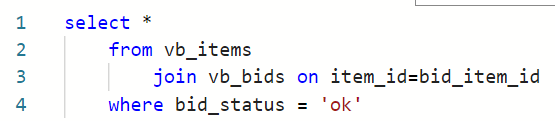 1 select *
2 from vb_items
3 join vb_bids on item_id=bid_item_id
4 where bid_status = 'ok'